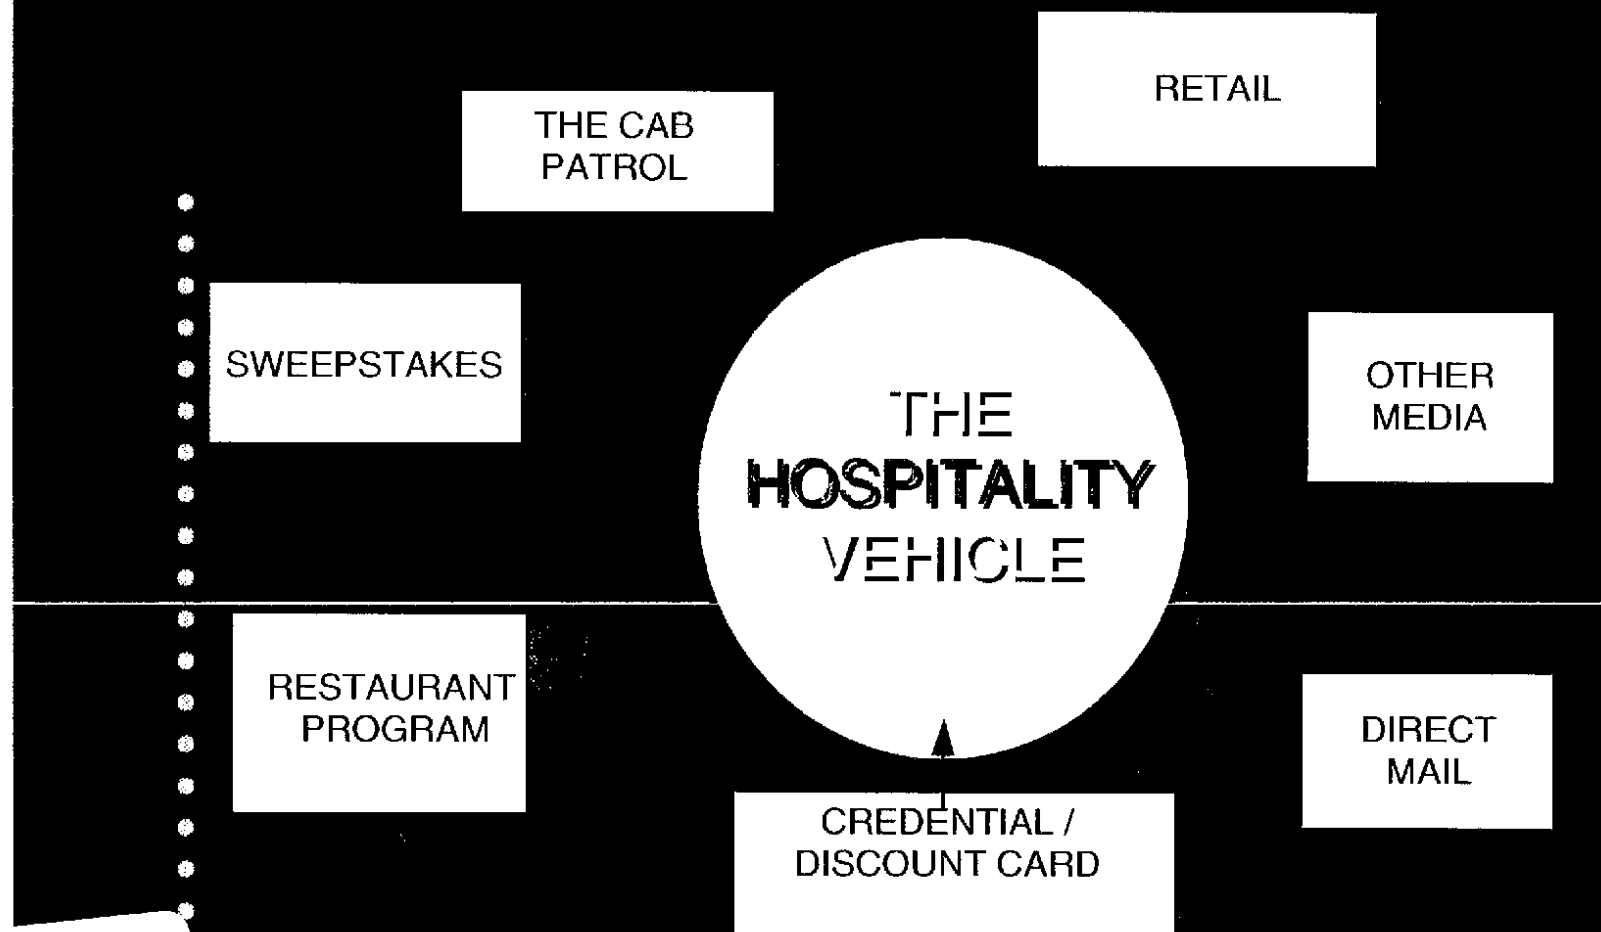 RETAIL
THE CAB
PATROL
SWEEPSTAKES
OTHER
MEDIA
THE
HOSPITALITY
VEHICLE
RESTAURANT
PROGRAM
DIRECT
MAIL
CREDENTIAL /
DISCOUNT CARD